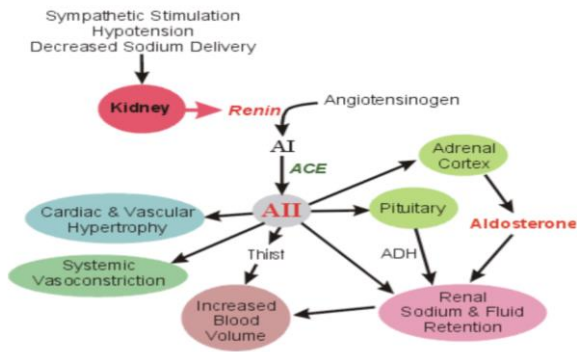 Sympathetic Stimulation
Hypotension
Decreased Sodium Delivery
Kidney
Renin
Angiotensinogen
AI
ACE
Adrenal
Cortex
AII
Pituitary
Cardiac & Vascular
Hypertrophy
Aldosterone
Thirst
ADH
Systemic
Vasoconstriction
Increased
Blood
Volume
Renal
Sodium & Fluid
Retention